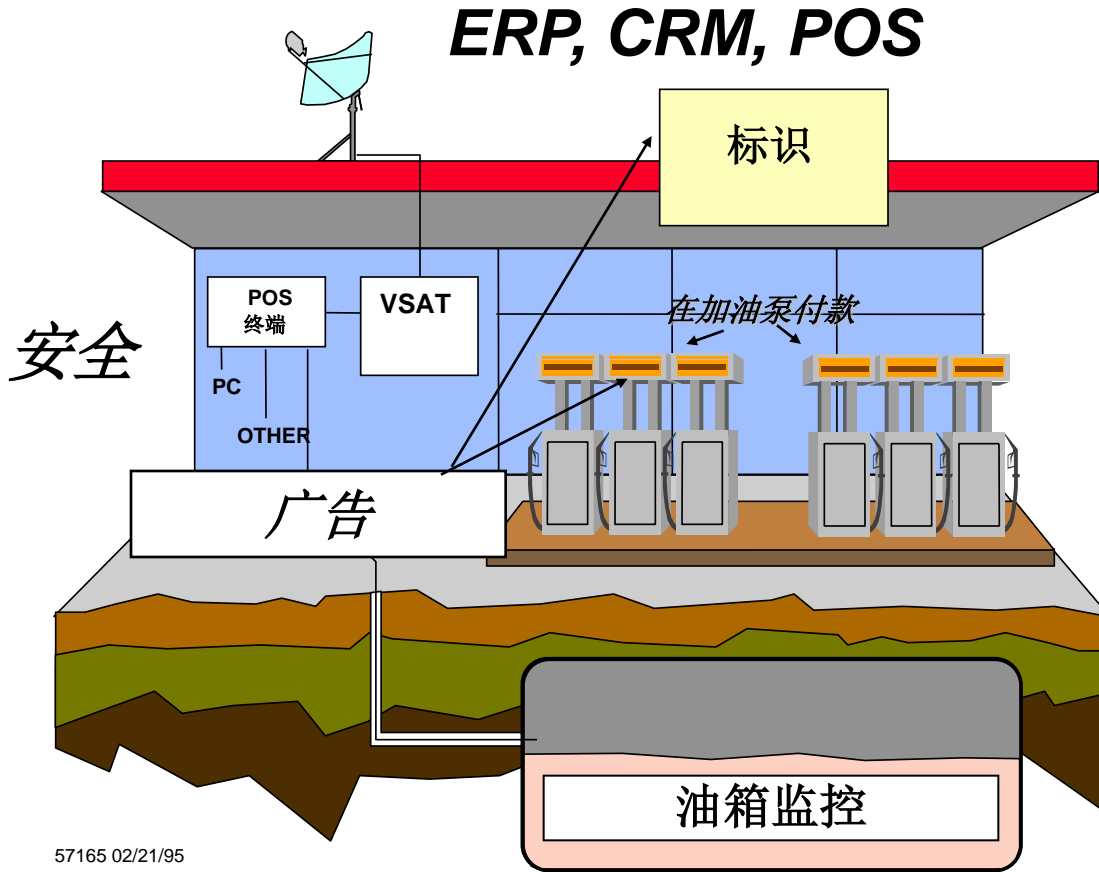 ERP, CRM, POS
标识
POS
终端
VSAT
在加油泵付款
安全
PC
OTHER
广告
油箱监控
57165 02/21/95